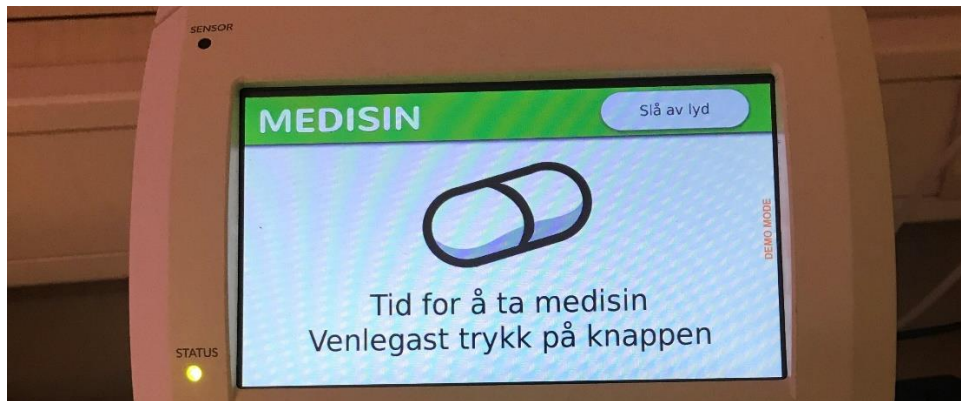 SENSOR
MEDISIN
Slå av lyd
DEMO MODE
Tid for å ta medisin
Venlegast trykk på knappen
STATUS